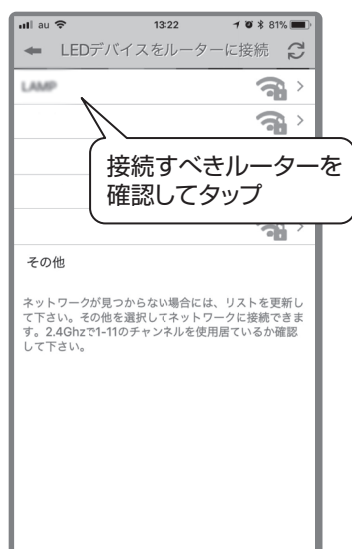 au 13:22 81%
LEDデバイスをルーターに接続
LAMP
接続すべきルーターを
確認してタップ
その他
ネットワークが見つからない場合には、リストを更新し
て下さい。その他を選択してネットワークに接続できま
す。2.4Ghzで1-11のチャンネルを使用居ているか確認
して下さい。